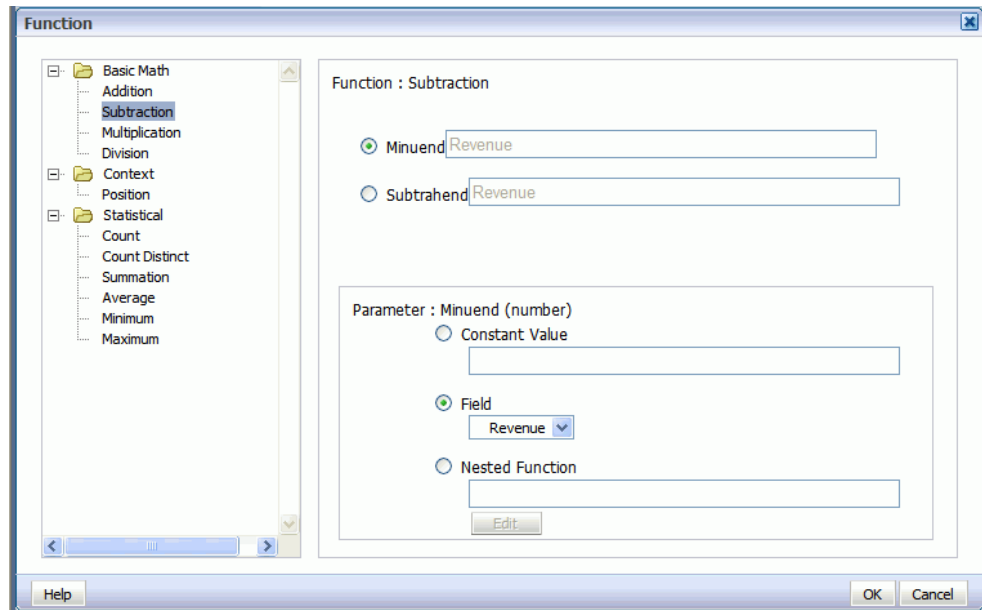 Function
Basic Math
Addition
Subtraction
Multiplication
Division
Context
Position
Statistical
Count
Count Distinct
Summation
Average
Minimum
Maximum
Function : Subtraction
Minuend Revenue
Subtrahend Revenue
Parameter : Minuend (number)
Constant Value
Field
Revenue
Nested Function
Edit
Help
OK Cancel